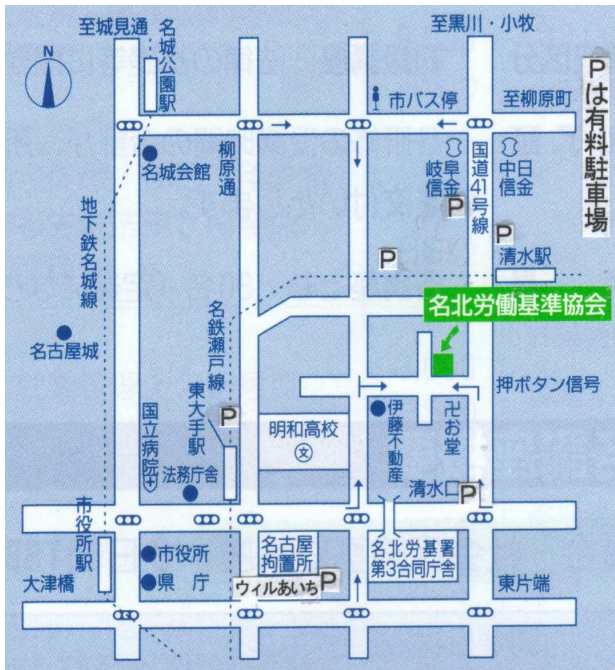 至城見通
至黒川・小牧
N
名城公園駅
Pは有料駐車場
市バス停
至柳原町
名城会館
柳原通
岐阜
信金
国道41号線
中日
信金
P
P
P
清水駅
地下鉄名城線
名北労働基準協会
名古屋城
名鉄瀬戸線
東大手駅
P
押ボタン信号
国立病院
法務庁舎
明和高校
文
伊藤不動産
卍お堂
清水口
P
市役所駅
市役所
県 庁
名古屋
拘置所
ウィルあいち
P
名北労基署
第3合同庁舎
大津橋
東片端